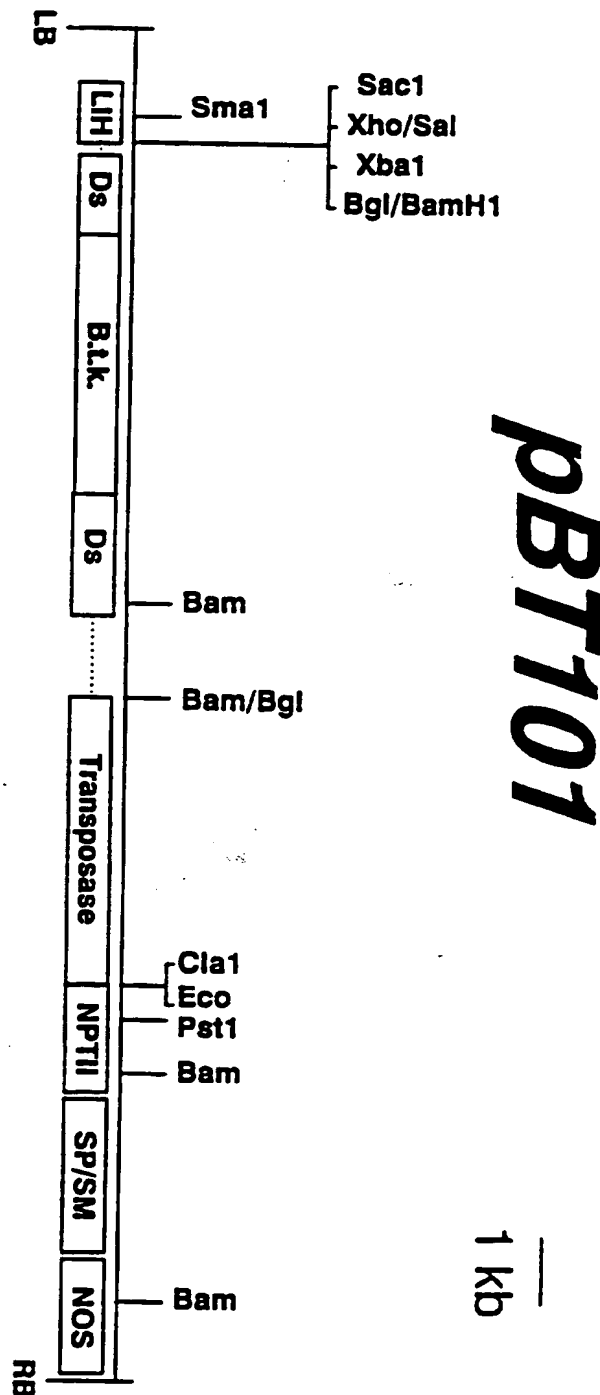 pBT101
LB
LIH
Sma1
Sac1
Xho/Sal
Xba1
Bgl/BamH1
Ds
B.t.k.
Ds
Bam
Bam/Bgl
Transposase
Cla1
Eco
NPTII
Pst1
Bam
SP/SM
NOS
Bam
RB
1 kb